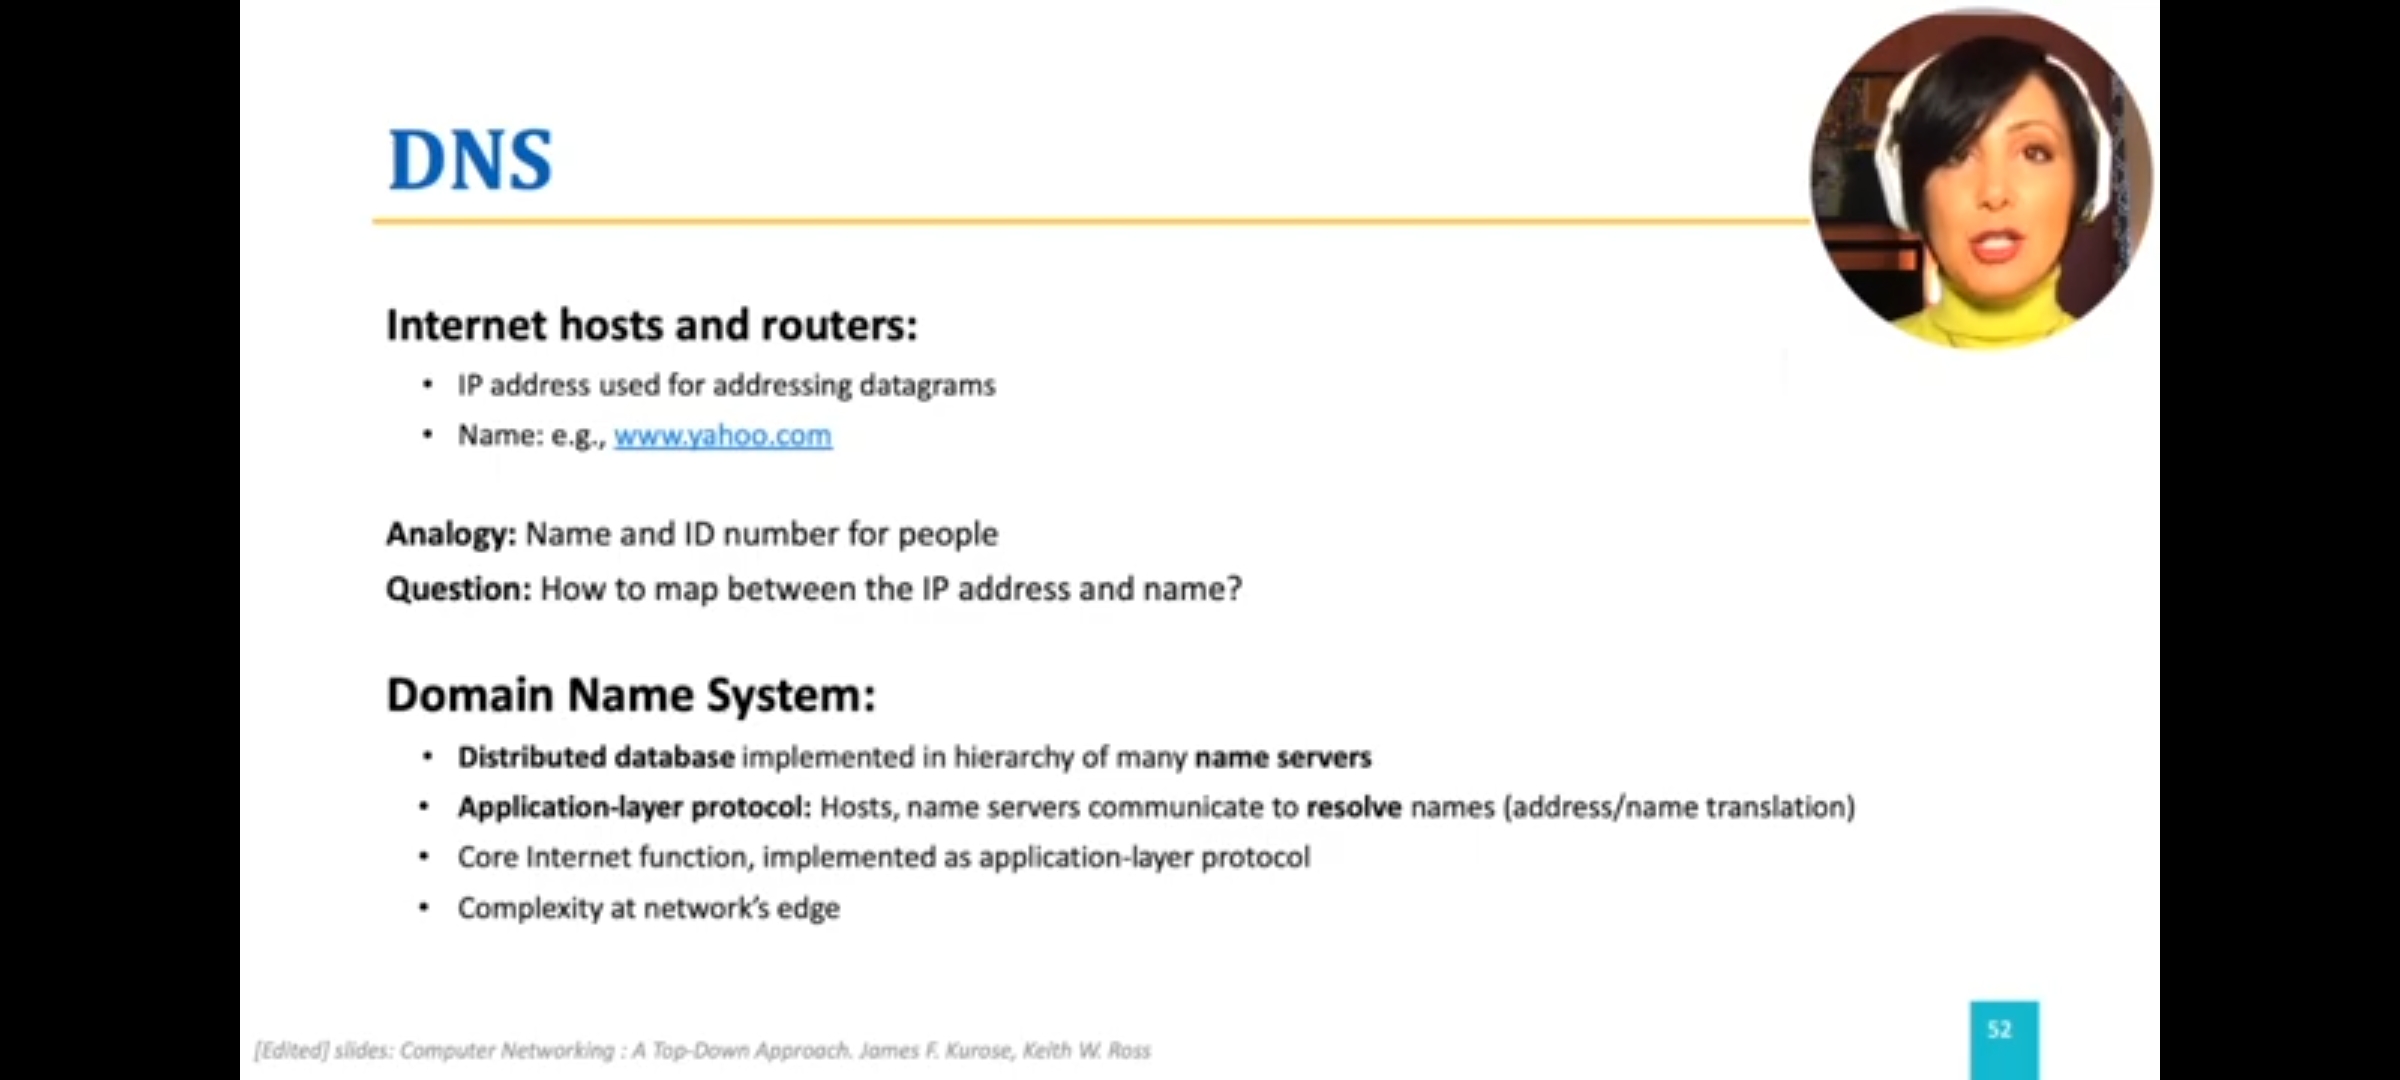 DNS
Internet hosts and routers:
• IP address used for addressing datagrams
• Name: e.g., www.yahoo.com
Analogy: Name and ID number for people
Question: How to map between the IP address and name?
Domain Name System:
• Distributed database implemented in hierarchy of many name servers
• Application-layer protocol: Hosts, name servers communicate to resolve names (address/name translation)
• Core Internet function, implemented as application-layer protocol
• Complexity at network's edge
[Edited] slides: Computer Networking : A Top-Down Approach. James F. Kurose, Keith W. Ross
52